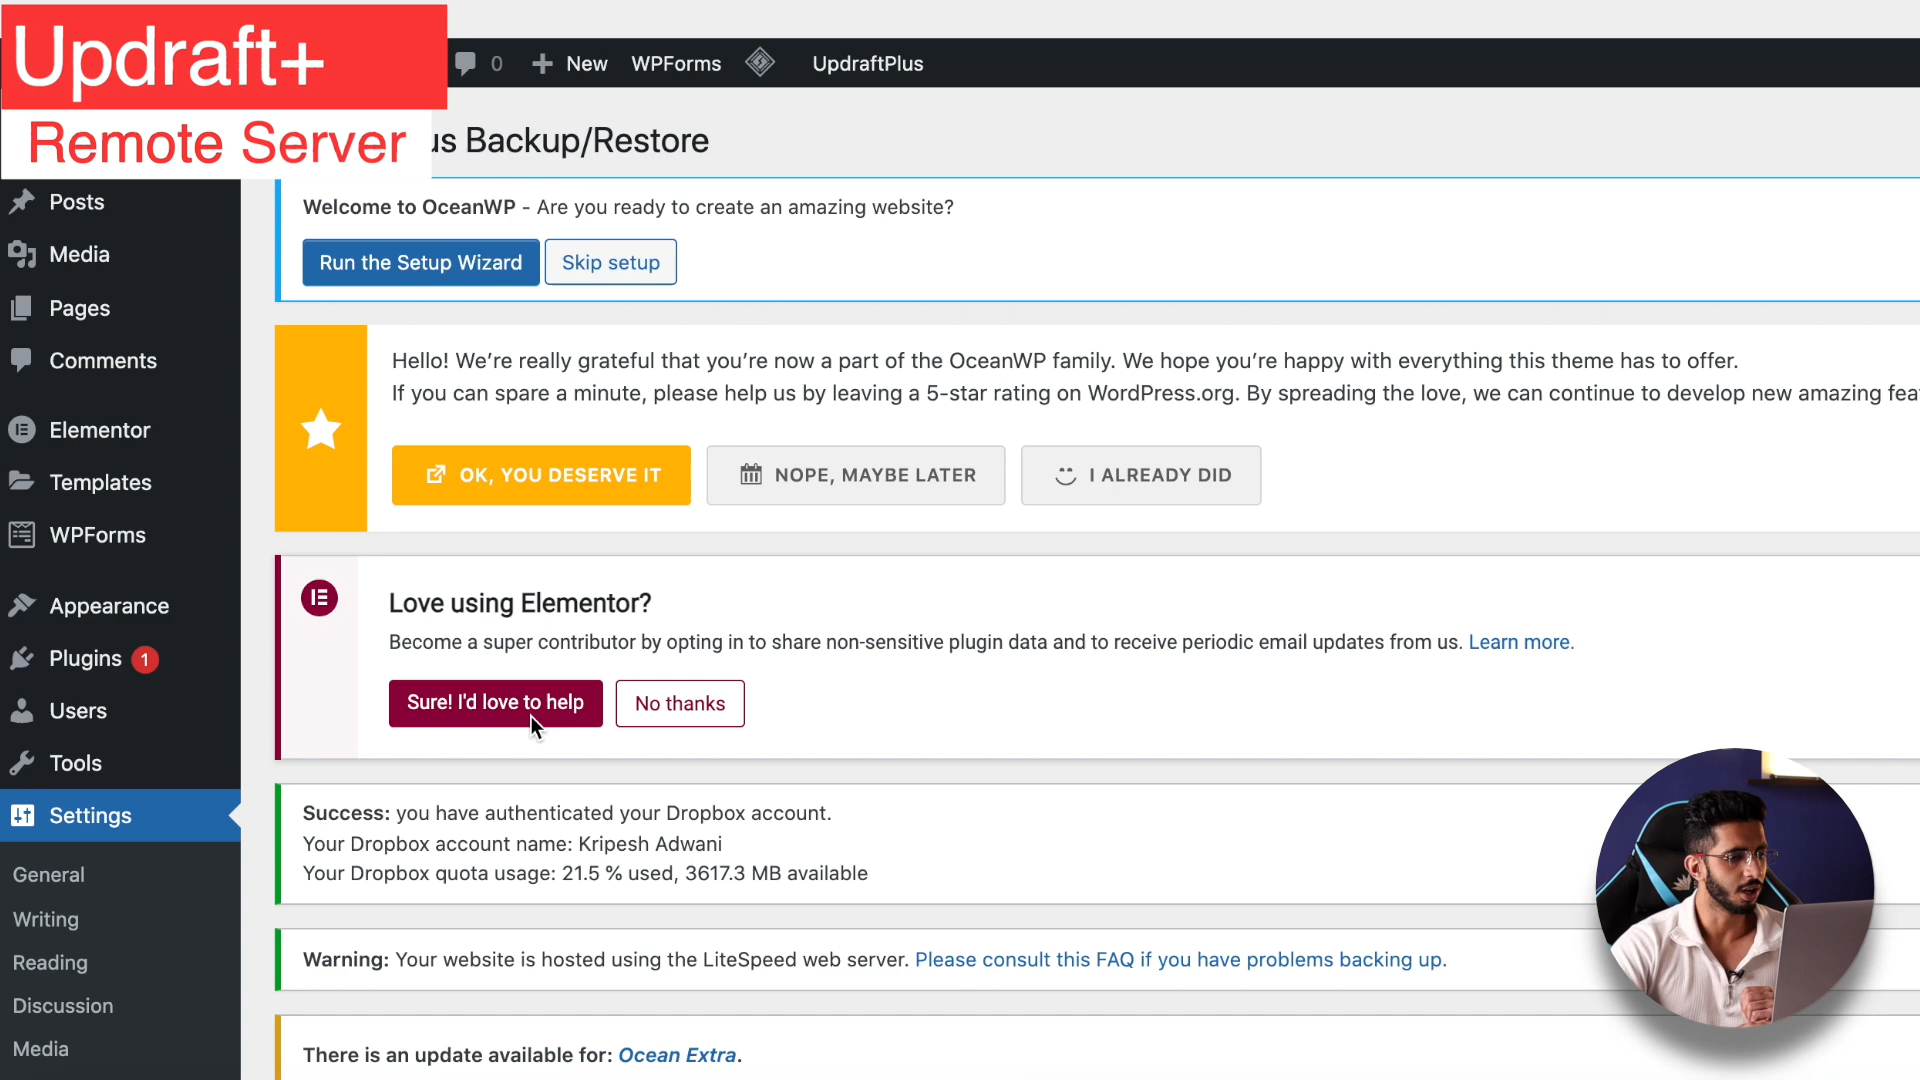 Updraft+
Remote Server
0
New
WPForms
UpdraftPlus
us Backup/Restore
Posts
Media
Pages
Comments
Elementor
Templates
WPForms
Appearance
Plugins 1
Users
Tools
Settings
General
Writing
Reading
Discussion
Media
Welcome to OceanWP - Are you ready to create an amazing website?
Run the Setup Wizard
Skip setup
Hello! We're really grateful that you're now a part of the OceanWP family. We hope you're happy with everything this theme has to offer.
If you can spare a minute, please help us by leaving a 5-star rating on WordPress.org. By spreading the love, we can continue to develop new amazing fea
OK, YOU DESERVE IT
NOPE, MAYBE LATER
I ALREADY DID
Love using Elementor?
Become a super contributor by opting in to share non-sensitive plugin data and to receive periodic email updates from us. Learn more.
Sure! I'd love to help
No thanks
Success: you have authenticated your Dropbox account.
Your Dropbox account name: Kripesh Adwani
Your Dropbox quota usage: 21.5 % used, 3617.3 MB available
Warning: Your website is hosted using the LiteSpeed web server. Please consult this FAQ if you have problems backing up.
There is an update available for: Ocean Extra.